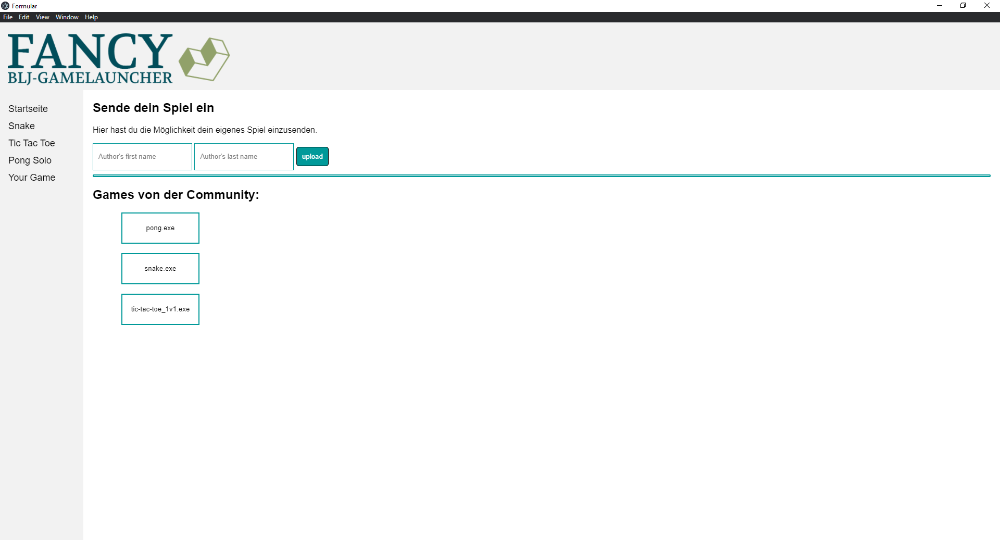 Formular
File Edit View Window Help
FANCY
BLJ-GAMELAUNCHER
Startseite
Snake
Tic Tac Toe
Pong Solo
Your Game
Sende dein Spiel ein
Hier hast du die Möglichkeit dein eigenes Spiel einzusenden.
Author's first name Author's last name upload
Games von der Community:
pong.exe
snake.exe
tic-tac-toe_1v1.exe